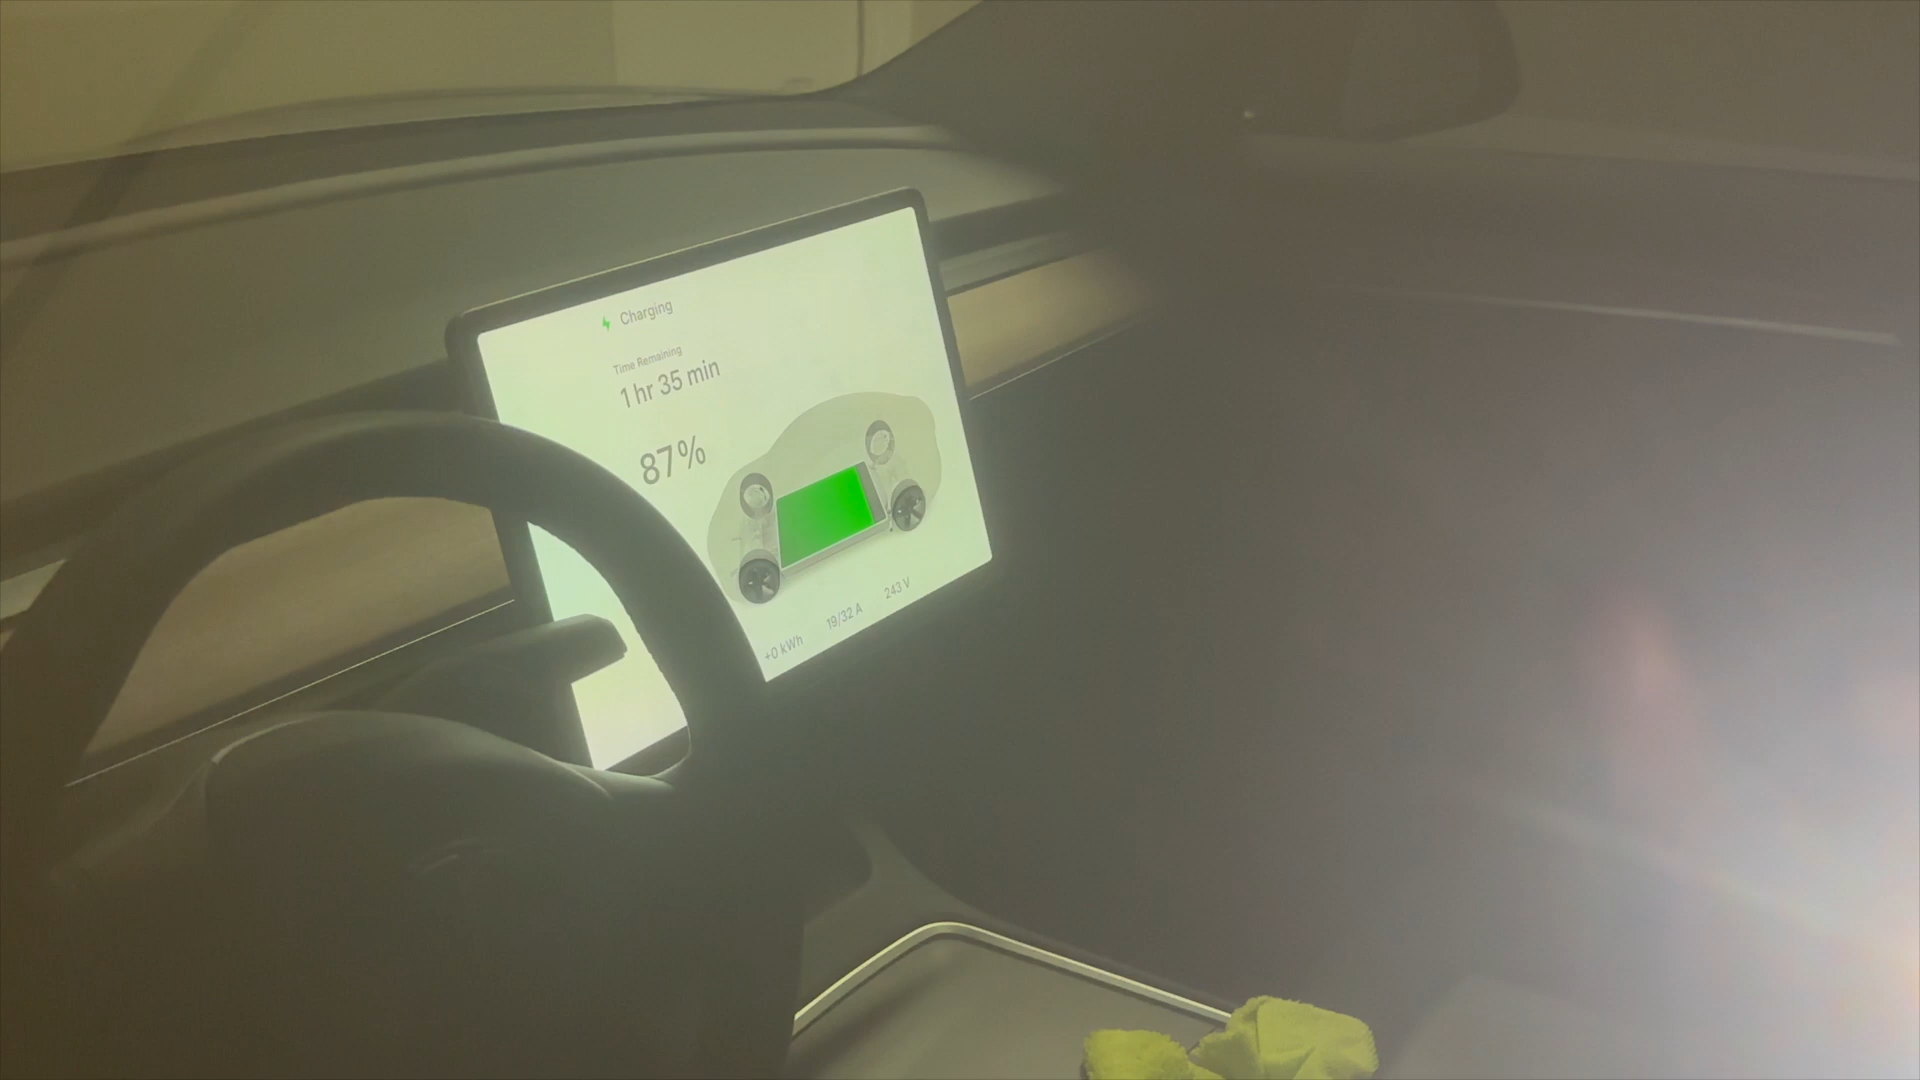 Charging
Time Remaining
1 hr 35 min
87%
+0 kWh 19/32 A 243 V